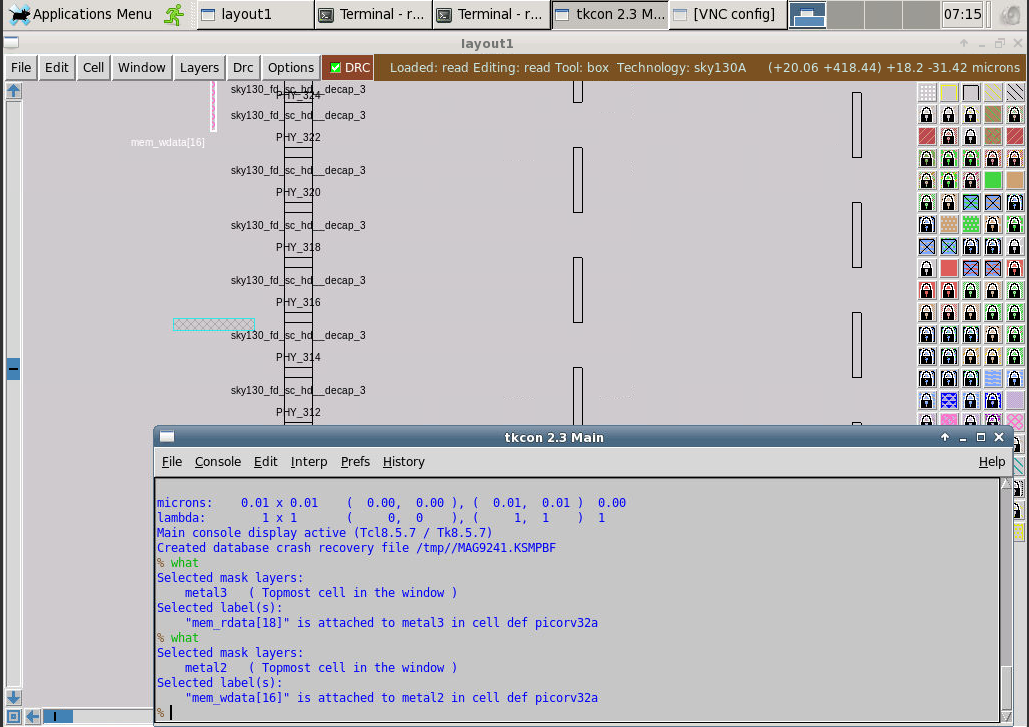 Applications Menu layout1 Terminal - r... Terminal - r... tkcon 2.3 M... [VNC config] 07:15
layout1
File Edit Cell Window Layers Drc Options DRC Loaded: read Editing: read Tool: box Technology: sky130A (+20.06 +418.44) +18.2 -31.42 microns
sky130_fd_sc_hd__decap_3
PHY_324
sky130_fd_sc_hd__decap_3
PHY_322
mem_wdata[16]
sky130_fd_sc_hd__decap_3
PHY_320
sky130_fd_sc_hd__decap_3
PHY_318
sky130_fd_sc_hd__decap_3
PHY_316
sky130_fd_sc_hd__decap_3
PHY_314
sky130_fd_sc_hd__decap_3
PHY_312
tkcon 2.3 Main
File Console Edit Interp Prefs History Help
microns: 0.01 x 0.01 ( 0.00, 0.00 ), ( 0.01, 0.01 ) 0.00
lambda: 1 x 1 ( 0, 0 ), ( 1, 1 ) 1
Main console display active (Tcl8.5.7 / Tk8.5.7)
Created database crash recovery file /tmp//MAG9241.KSMPBF
% what
Selected mask layers:
metal3 ( Topmost cell in the window )
Selected label(s):
"mem_rdata[18]" is attached to metal3 in cell def picorv32a
% what
Selected mask layers:
metal2 ( Topmost cell in the window )
Selected label(s):
"mem_wdata[16]" is attached to metal2 in cell def picorv32a
%